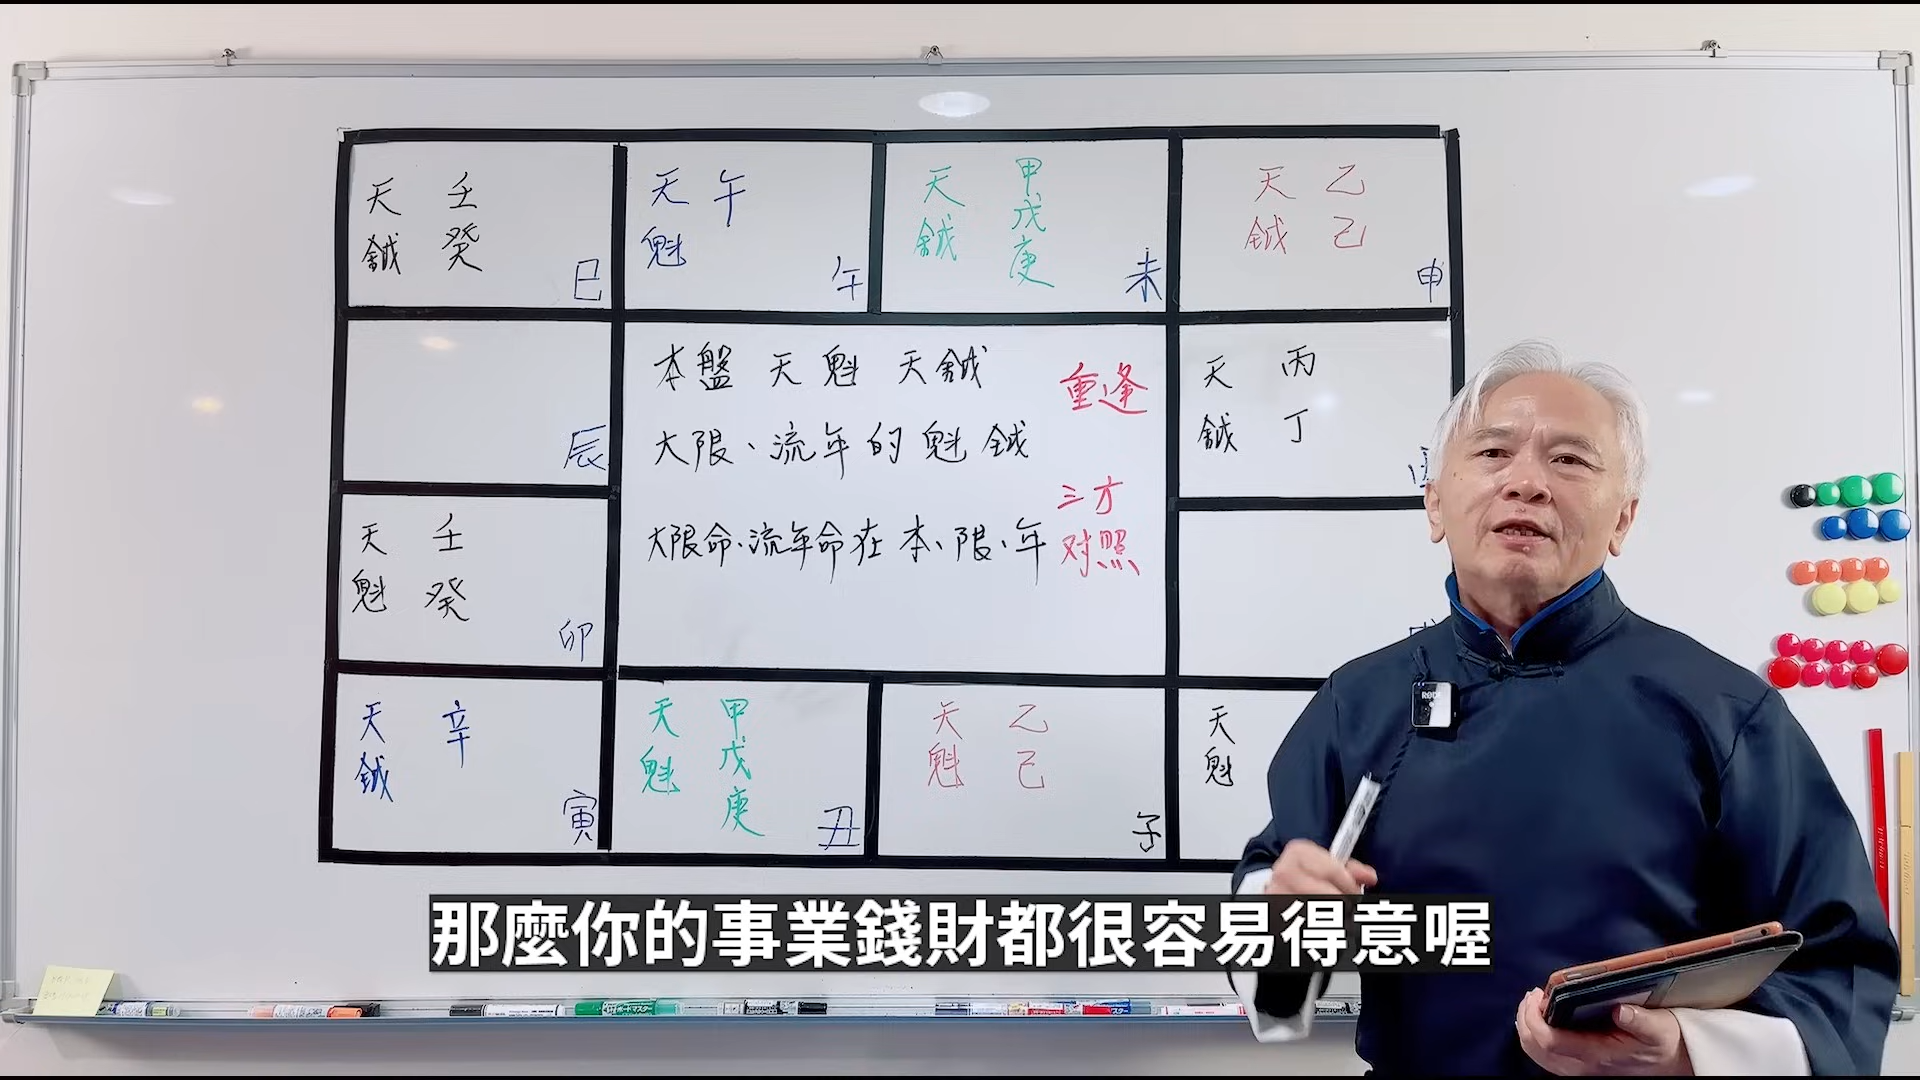 天 壬
鉞 癸
巳
天 午
魁
午
天 甲
鉞 戊
庚
未
天 乙
鉞 己
申
辰
本盤 天魁 天鉞 重逢
大限、流年的魁鉞
三方
大限命、流年命在本、限、年 对照
天 丙
鉞 丁
天 壬
魁 癸
卯
天 辛
鉞
寅
天 甲
魁 戊
庚
丑
天 乙
魁 己
子
天
魁
RØDE
那麼你的事業錢財都很容易得意喔